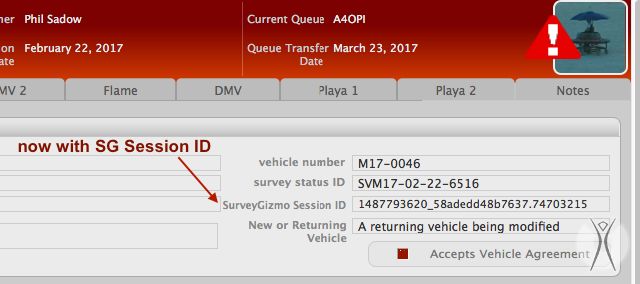 ner Phil Sadow Current Queue A4OPI
on February 22, 2017 Queue Transfer March 23, 2017
ate Date
MV 2 Flame DMV Playa 1 Playa 2 Notes
now with SG Session ID
vehicle number M17-0046
survey status ID SVM17-02-22-6516
SurveyGizmo Session ID 1487793620_58adedd48b7637.74703215
New or Returning A returning vehicle being modified
Vehicle
Accepts Vehicle Agreement